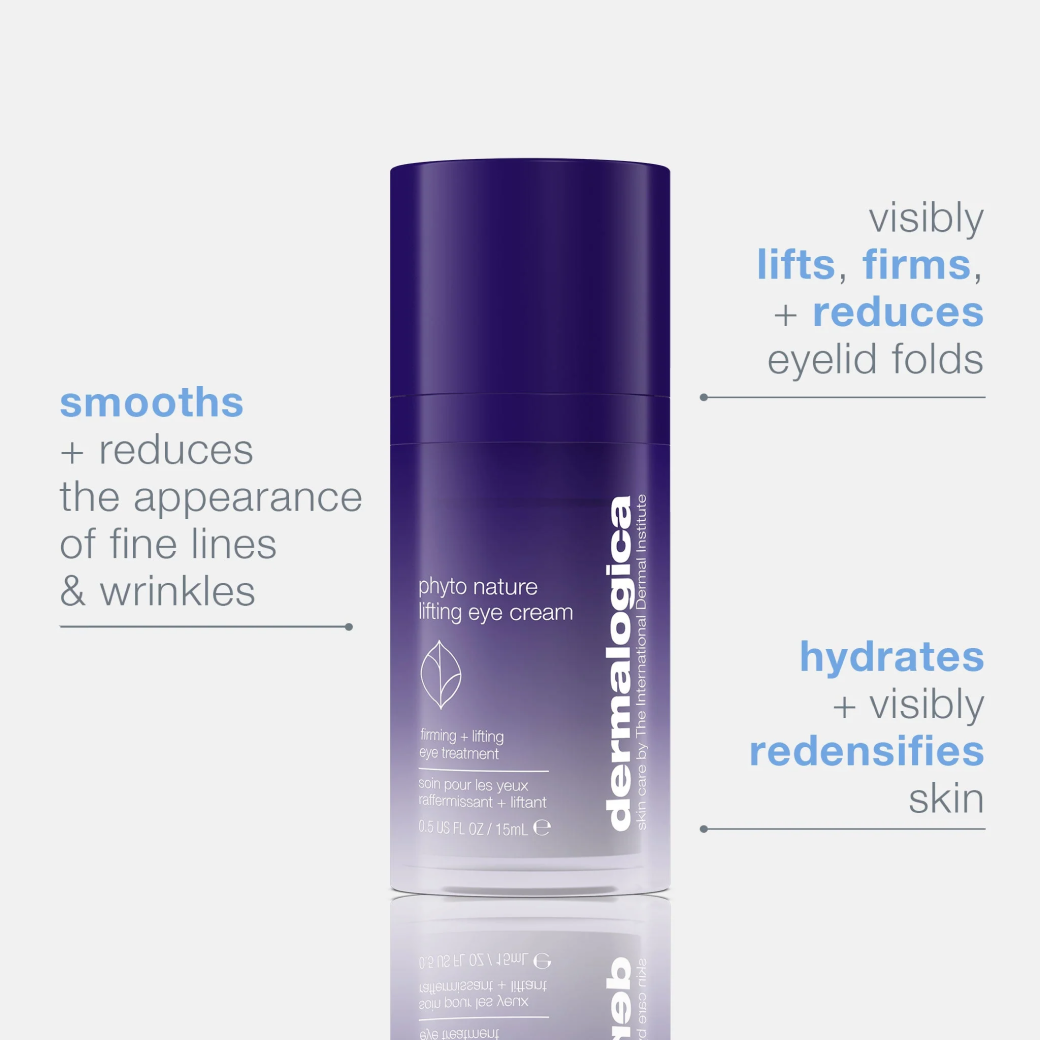 visibly
lifts, firms,
+ reduces
eyelid folds
smooths
+ reduces
the appearance
of fine lines
& wrinkles
phyto nature
lifting eye cream
firming + lifting
eye treatment
soin pour les yeux
raffermissant + liftant
0.5 US FL OZ / 15mL ℮
dermalogica
skin care by The International Dermal Institute
hydrates
+ visibly
redensifies
skin